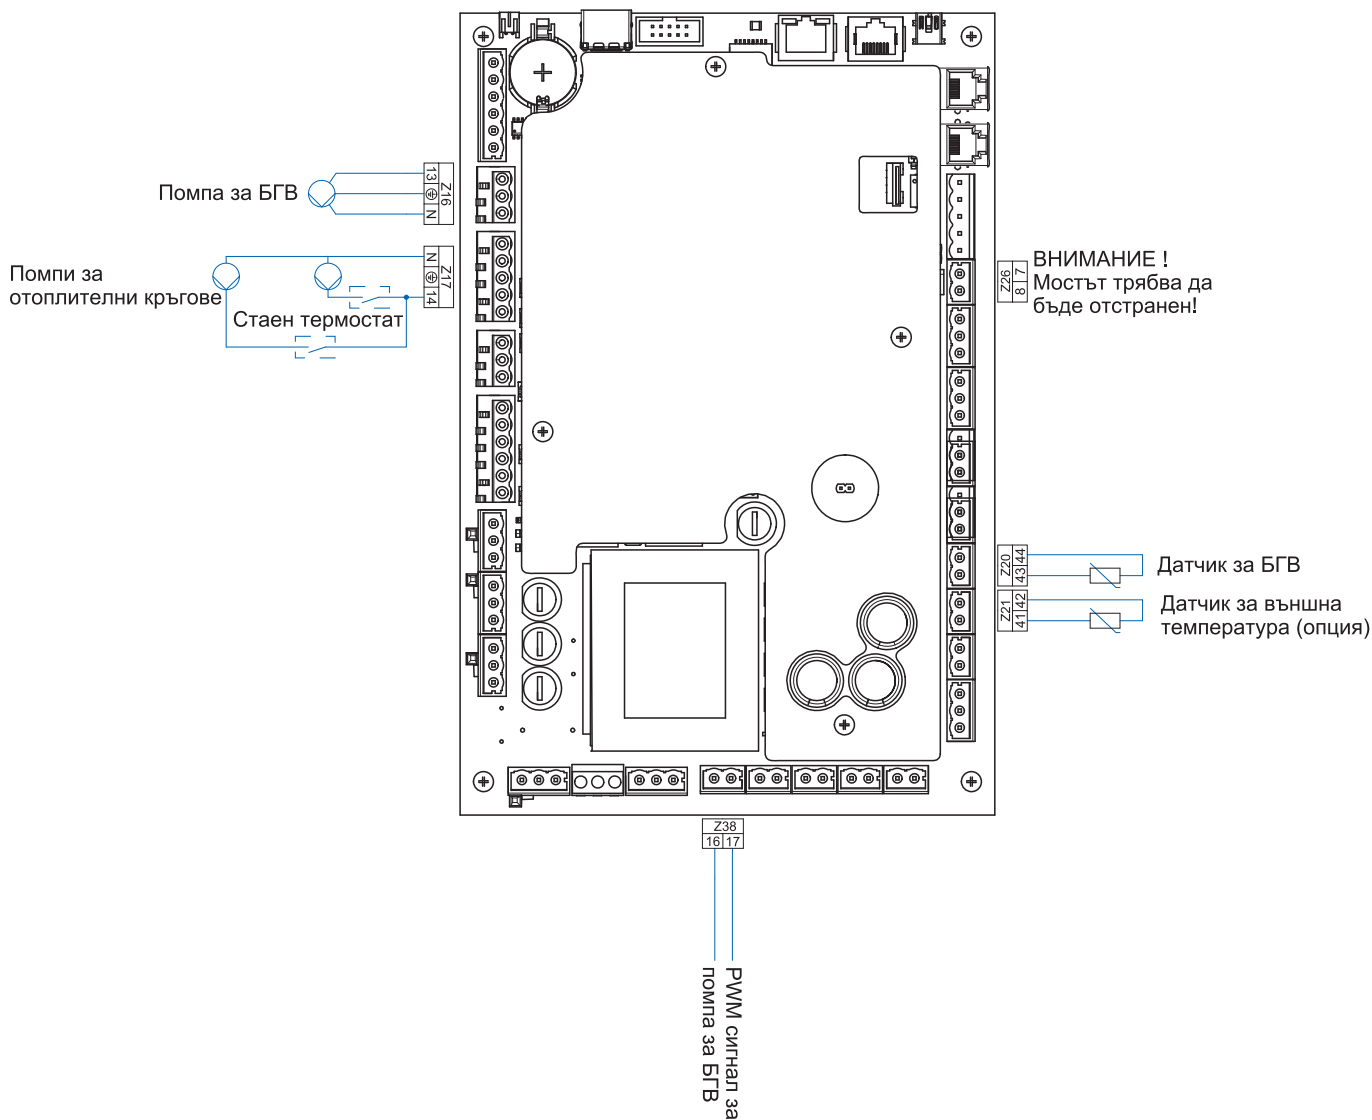 Помпа за БГВ
13
N
Z16
Помпи за
отоплителни кръгове
Стаен термостат
N
14
Z17
Z26
8 7
ВНИМАНИЕ !
Мостът трябва да
бъде отстранен!
Z20
43 44
Датчик за БГВ
Z21
41 42
Датчик за външна
температура (опция)
Z38
16 17
PWM сигнал за
помпа за БГВ